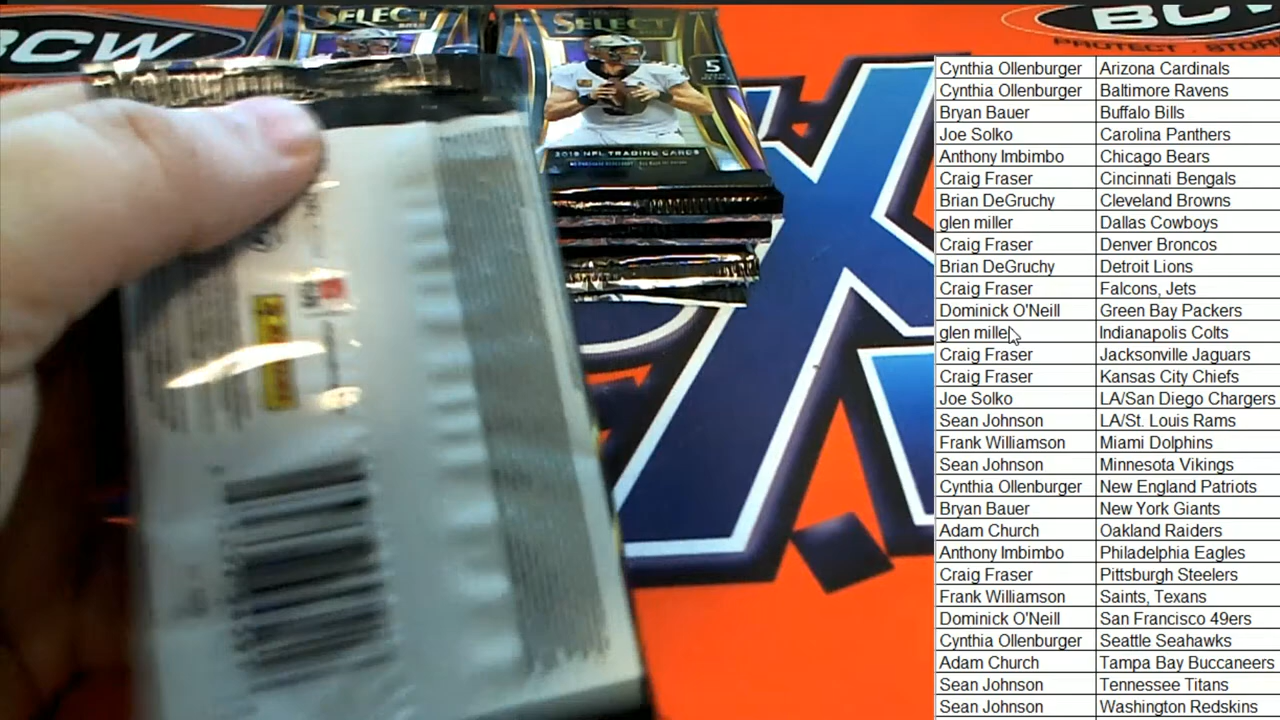 BCW
SELECT
SELECT
5
2019 NFL TRADING CARDS
BCW
PROTECT . STOR
Cynthia Ollenburger Arizona Cardinals
Cynthia Ollenburger Baltimore Ravens
Bryan Bauer Buffalo Bills
Joe Solko Carolina Panthers
Anthony Imbimbo Chicago Bears
Craig Fraser Cincinnati Bengals
Brian DeGruchy Cleveland Browns
glen miller Dallas Cowboys
Craig Fraser Denver Broncos
Brian DeGruchy Detroit Lions
Craig Fraser Falcons, Jets
Dominick O'Neill Green Bay Packers
glen miller Indianapolis Colts
Craig Fraser Jacksonville Jaguars
Craig Fraser Kansas City Chiefs
Joe Solko LA/San Diego Chargers
Sean Johnson LA/St. Louis Rams
Frank Williamson Miami Dolphins
Sean Johnson Minnesota Vikings
Cynthia Ollenburger New England Patriots
Bryan Bauer New York Giants
Adam Church Oakland Raiders
Anthony Imbimbo Philadelphia Eagles
Craig Fraser Pittsburgh Steelers
Frank Williamson Saints, Texans
Dominick O'Neill San Francisco 49ers
Cynthia Ollenburger Seattle Seahawks
Adam Church Tampa Bay Buccaneers
Sean Johnson Tennessee Titans
Sean Johnson Washington Redskins